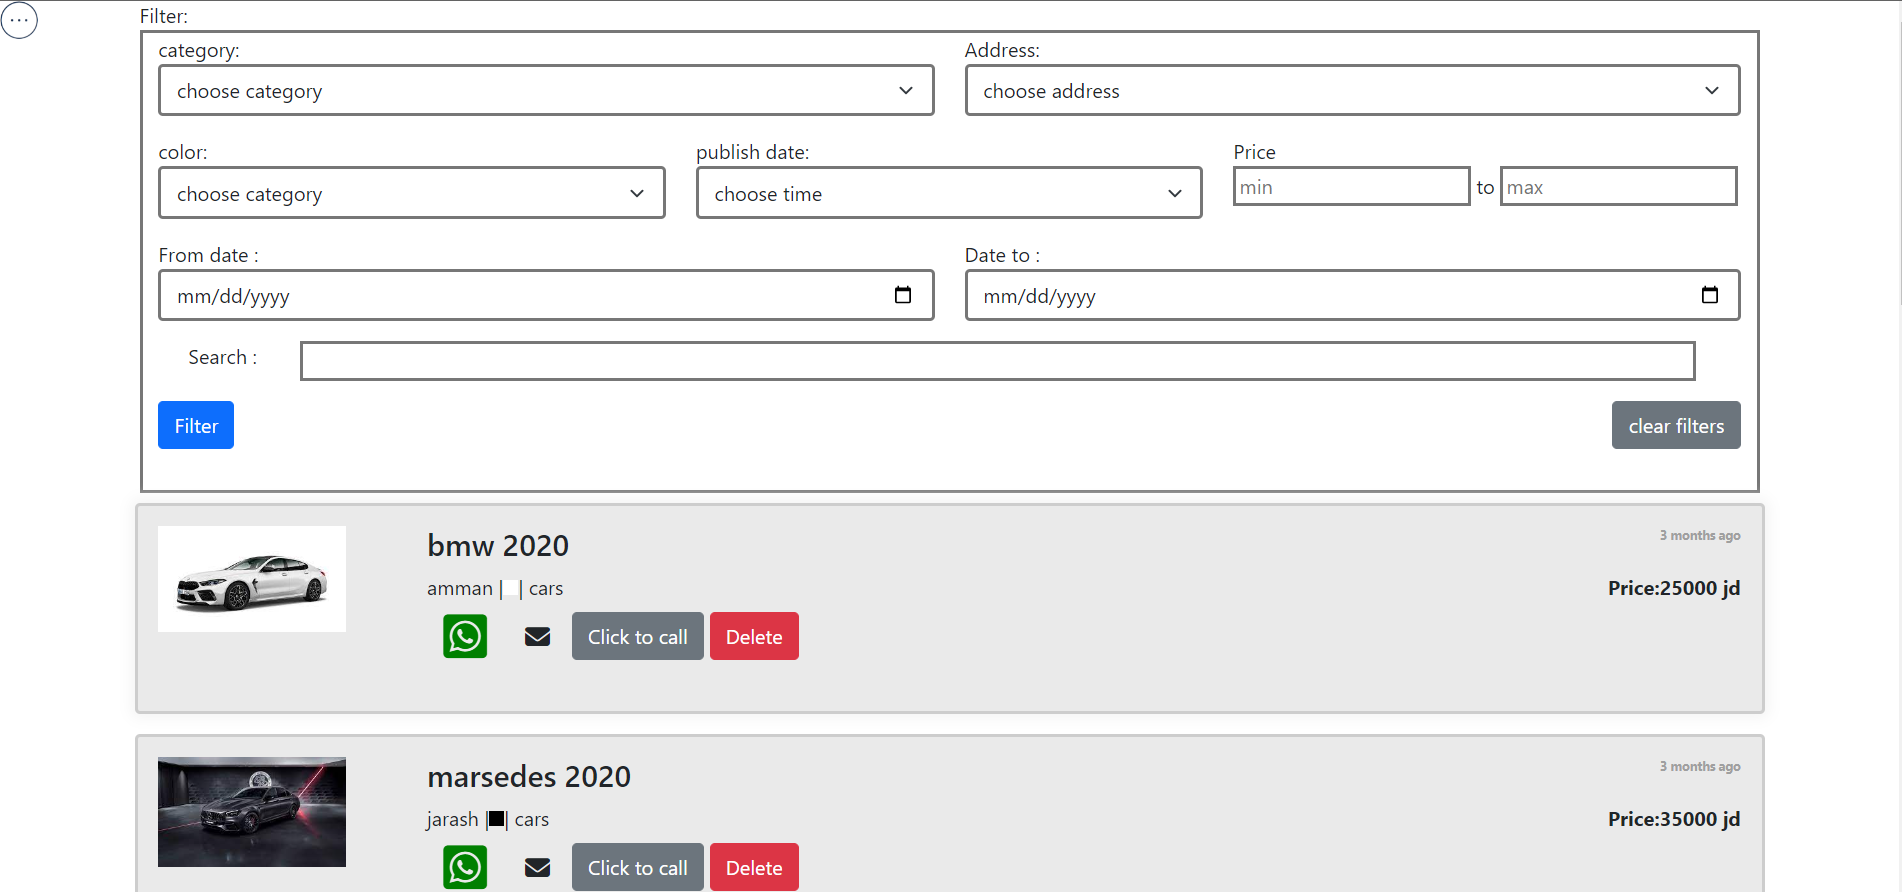 Filter:
category: Address:
choose category choose address
color: publish date: Price
choose category choose time min to max
From date : Date to :
mm/dd/yyyy mm/dd/yyyy
Search :
Filter clear filters
bmw 2020 3 months ago
amman | | cars Price:25000 jd
Click to call Delete
marsedes 2020 3 months ago
jarash | | cars Price:35000 jd
Click to call Delete